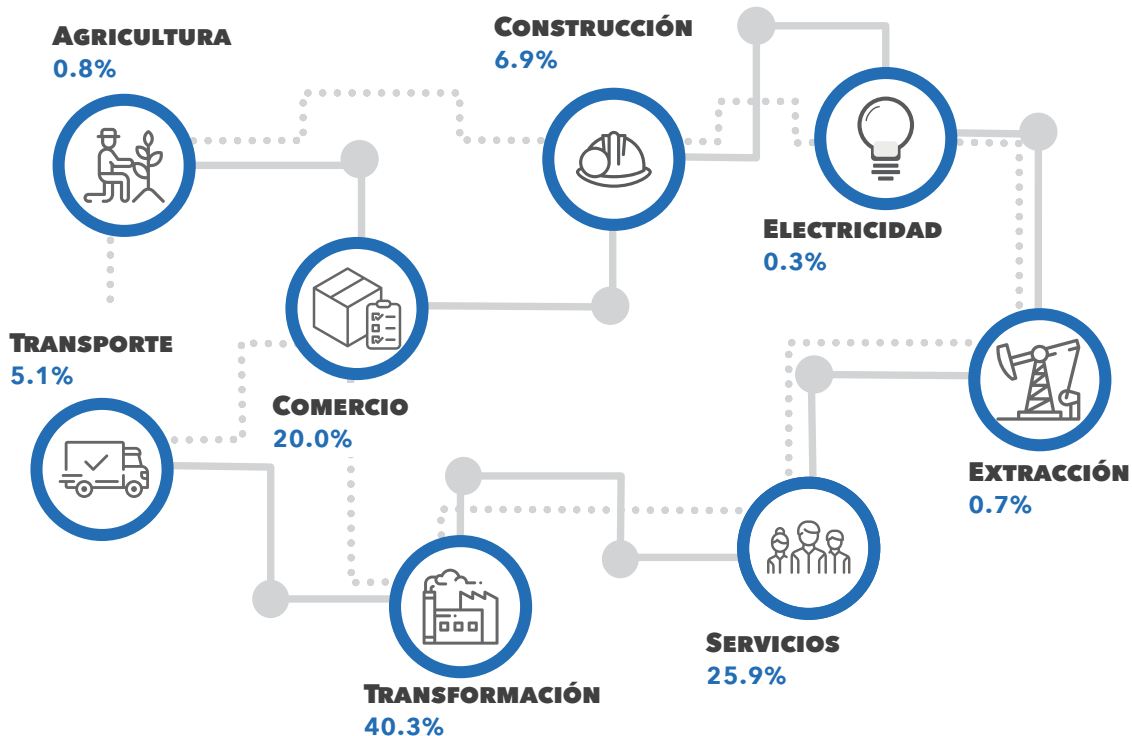 Agricultura
0.8%
Construcción
6.9%
Electricidad
0.3%
Transporte
5.1%
Comercio
20.0%
Extracción
0.7%
Servicios
25.9%
Transformación
40.3%